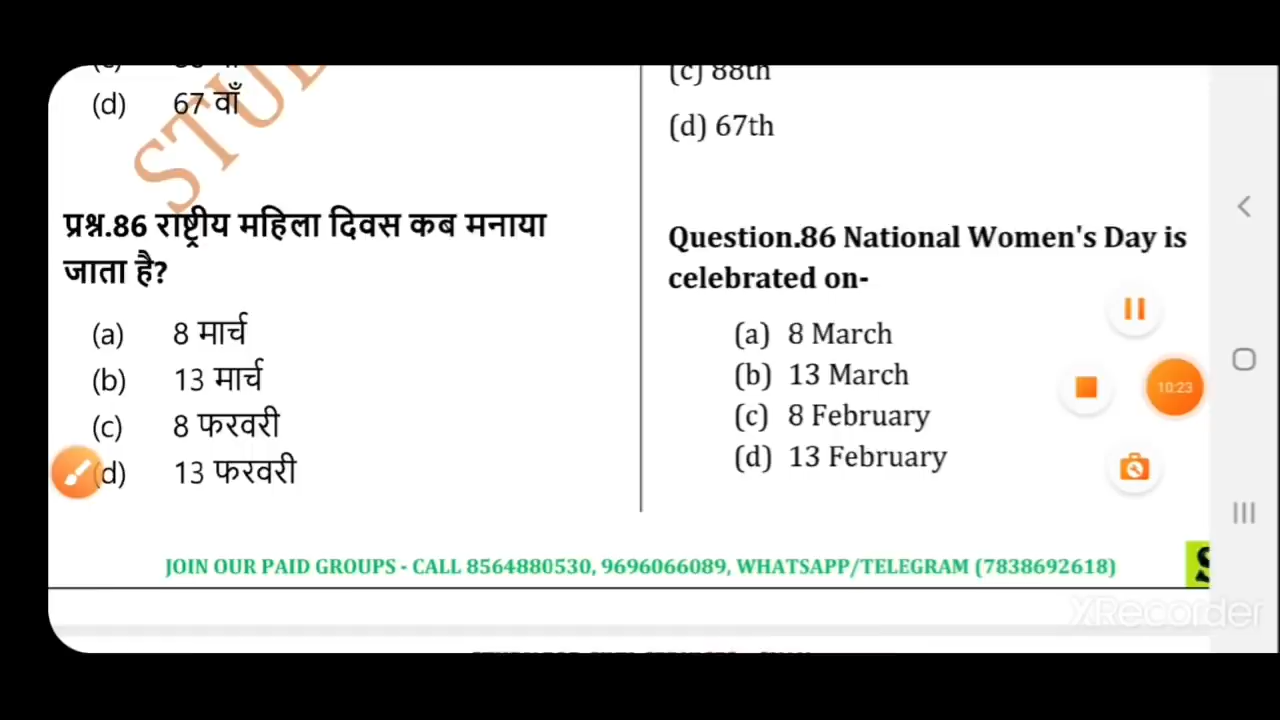 (d) 67 वाँ
प्रश्न.86 राष्ट्रीय महिला दिवस कब मनाया
जाता है?
(a) 8 मार्च
(b) 13 मार्च
(c) 8 फरवरी
(d) 13 फरवरी
(c) 88th
(d) 67th
Question.86 National Women's Day is
celebrated on-
(a) 8 March
(b) 13 March
(c) 8 February
(d) 13 February
10:23
JOIN OUR PAID GROUPS - CALL 8564880530, 9696066089, WHATSAPP/TELEGRAM (7838692618)
XRecorder